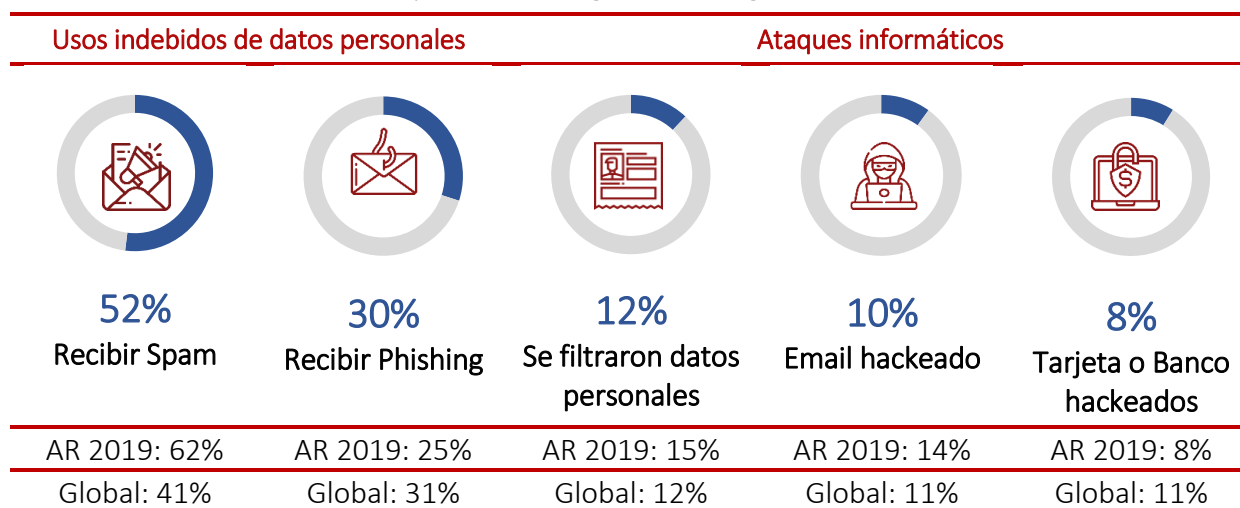 Usos indebidos de datos personales
Ataques informáticos
52%
Recibir Spam
30%
Recibir Phishing
12%
Se filtraron datos
personales
10%
Email hackeado
8%
Tarjeta o Banco
hackeados
AR 2019: 62%
AR 2019: 25%
AR 2019: 15%
AR 2019: 14%
AR 2019: 8%
Global: 41%
Global: 31%
Global: 12%
Global: 11%
Global: 11%